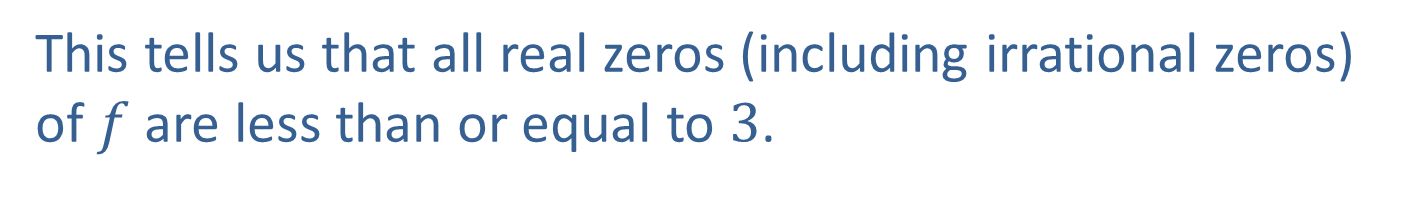 This tells us that all real zeros (including irrational zeros)
of 𝑓 are less than or equal to 3.